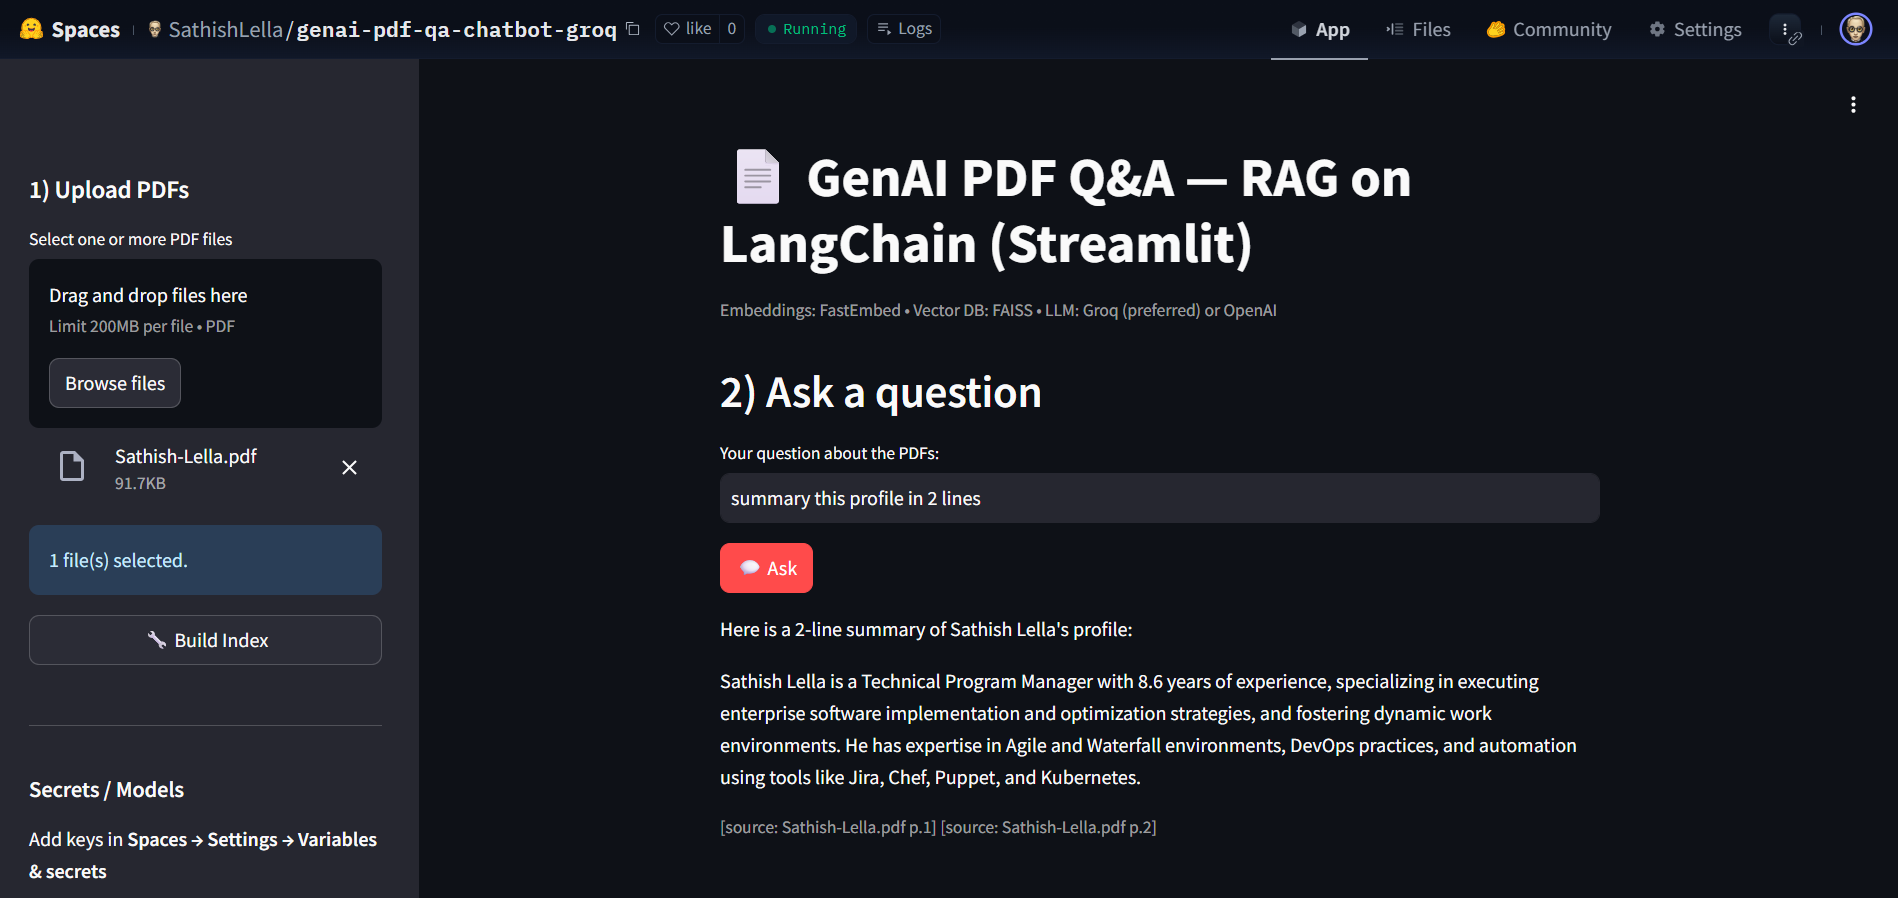 Spaces
SathishLella/genai-pdf-qa-chatbot-groq
like 0
Running
Logs
App
Files
Community
Settings
1) Upload PDFs
Select one or more PDF files
Drag and drop files here
Limit 200MB per file • PDF
Browse files
Sathish-Lella.pdf
91.7KB
1 file(s) selected.
Build Index
Secrets / Models
Add keys in Spaces → Settings → Variables
& secrets
GenAI PDF Q&A — RAG on
LangChain (Streamlit)
Embeddings: FastEmbed • Vector DB: FAISS • LLM: Groq (preferred) or OpenAI
2) Ask a question
Your question about the PDFs:
summary this profile in 2 lines
Ask
Here is a 2-line summary of Sathish Lella's profile:
Sathish Lella is a Technical Program Manager with 8.6 years of experience, specializing in executing
enterprise software implementation and optimization strategies, and fostering dynamic work
environments. He has expertise in Agile and Waterfall environments, DevOps practices, and automation
using tools like Jira, Chef, Puppet, and Kubernetes.
[source: Sathish-Lella.pdf p.1] [source: Sathish-Lella.pdf p.2]